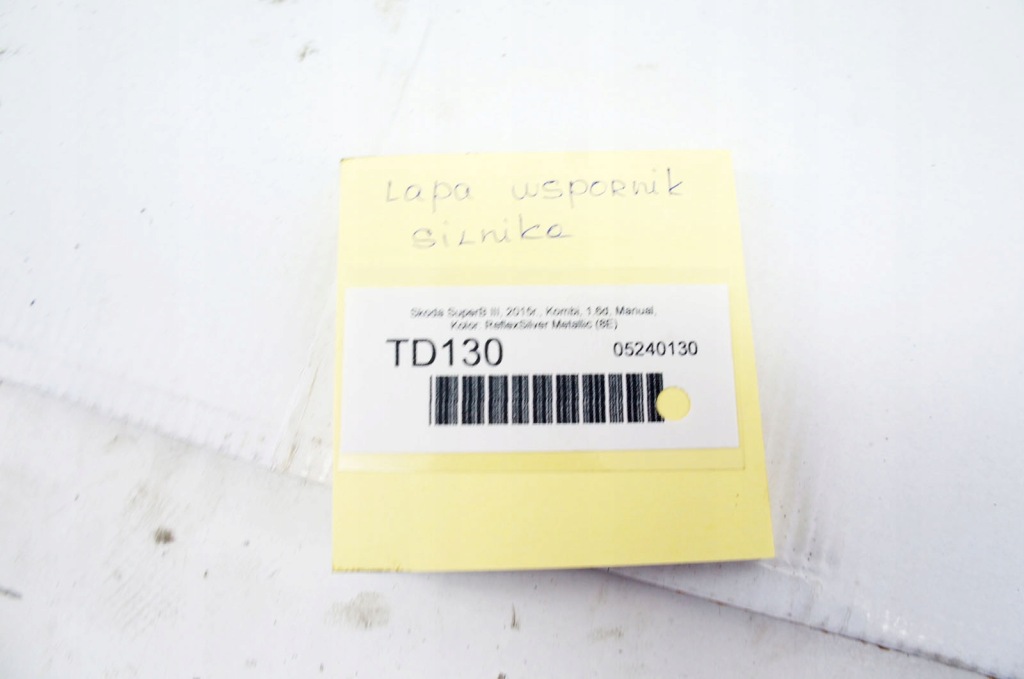 Lapa wspornik
silnika
Skoda SuperB III, 2015r., Kombi, 1.6d, Manual,
Kolor: ReflexSilver Metallic (8E)
TD130 05240130